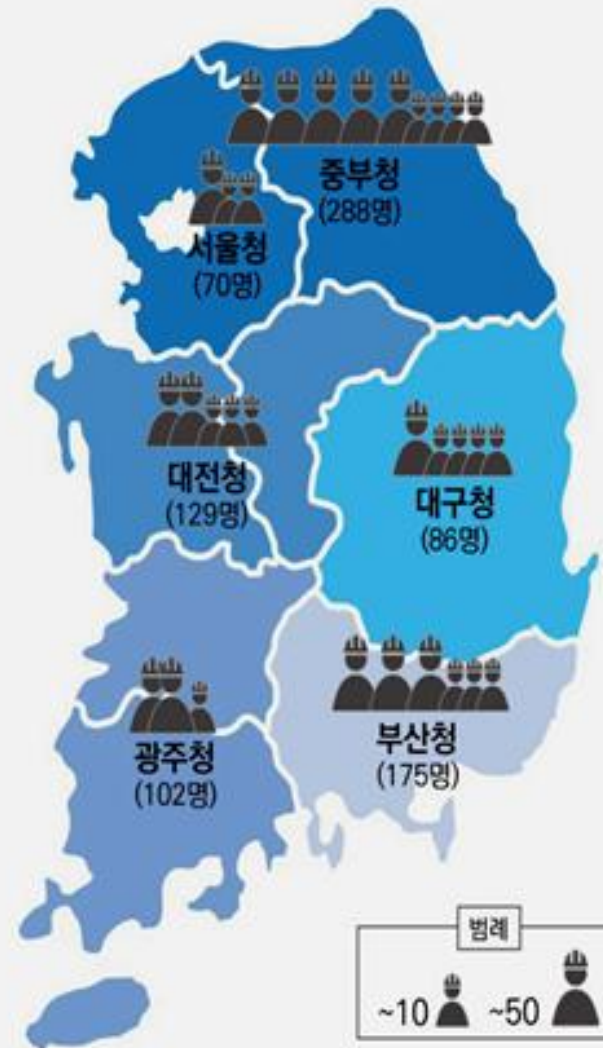 중부청
(288명)
서울청
(70명)
대전청
(129명)
대구청
(86명)
부산청
(175명)
광주청
(102명)
범례
~10 ~50